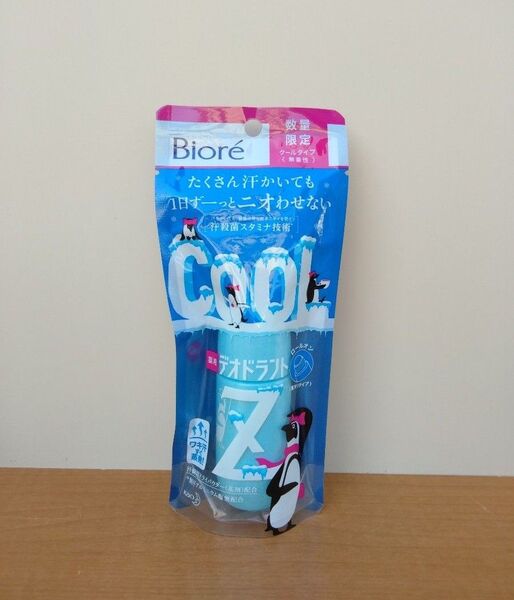 Bioré
数量
限定
クールタイプ
(無香性)
たくさん汗かいても
1日ずーっとニオわせない
汗殺菌スタミナ技術
COOL
薬用
デオドラント
Z
ロールオン
ワキ汗
Kao